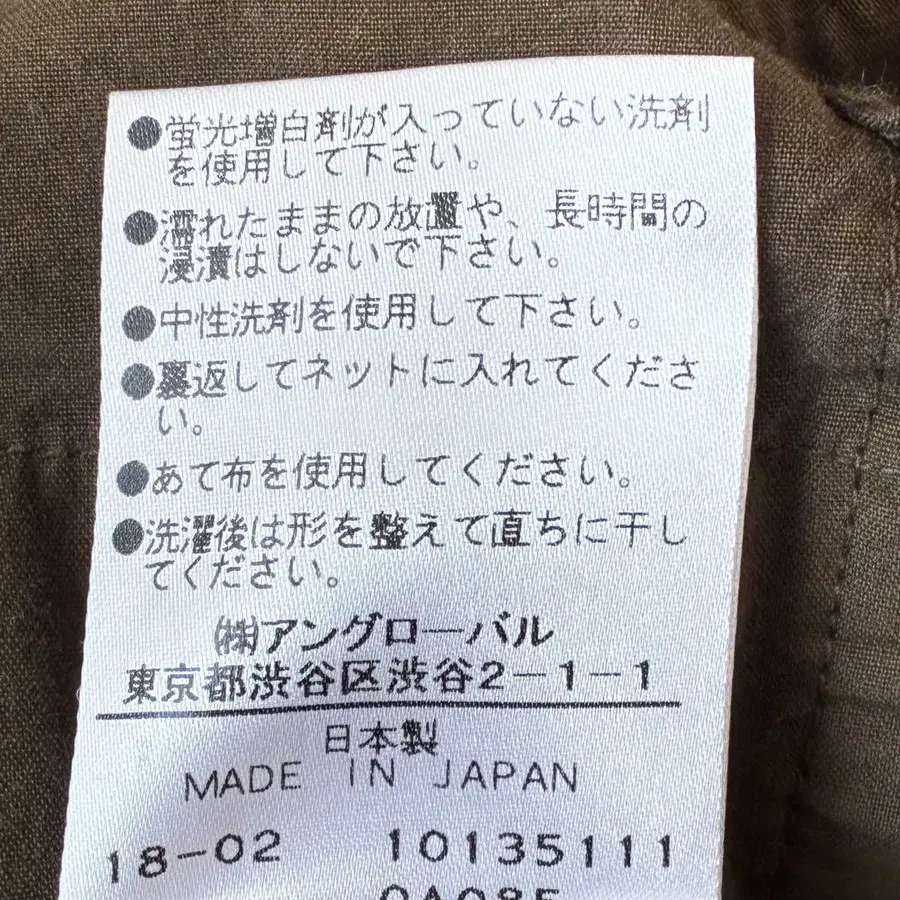 ●蛍光増白剤が入っていない洗剤
を使用して下さい。
●濡れたままの放置や、長時間の
浸漬はしないで下さい。
●中性洗剤を使用して下さい。
●裏返してネットに入れてくださ
い。
●あて布を使用してください。
●洗濯後は形を整えて直ちに干し
てください。
㈱アングローバル
東京都渋谷区渋谷2-1-1
日本製
MADE IN JAPAN
18-02 10135111